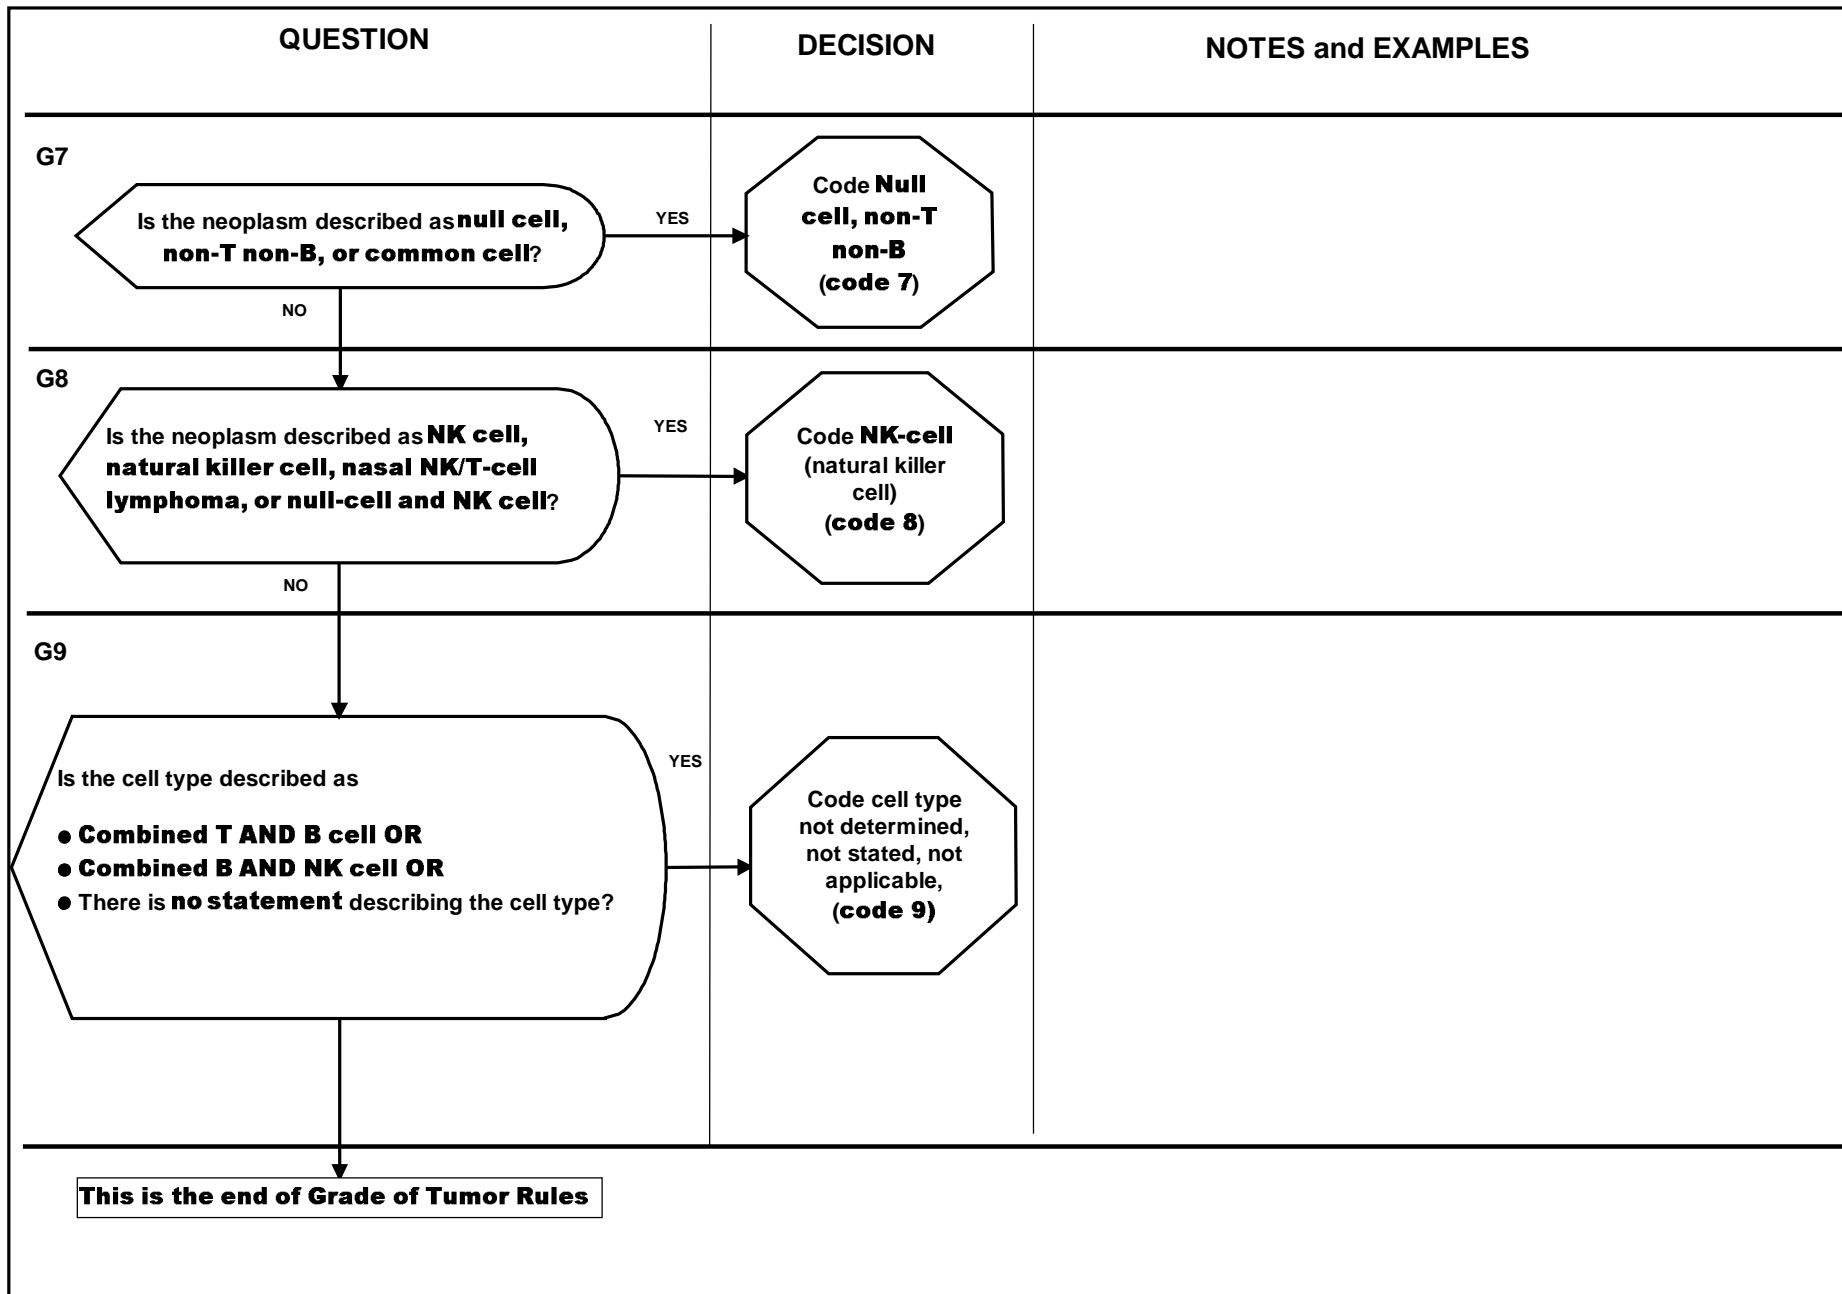 QUESTION
DECISION
NOTES and EXAMPLES
G7
Is the neoplasm described as null cell,
non-T non-B, or common cell?
YES
Code Null
cell, non-T
non-B
(code 7)
NO
G8
Is the neoplasm described as NK cell,
natural killer cell, nasal NK/T-cell
lymphoma, or null-cell and NK cell?
YES
Code NK-cell
(natural killer
cell)
(code 8)
NO
G9
Is the cell type described as
● Combined T AND B cell OR
● Combined B AND NK cell OR
● There is no statement describing the cell type?
YES
Code cell type
not determined,
not stated, not
applicable,
(code 9)
This is the end of Grade of Tumor Rules